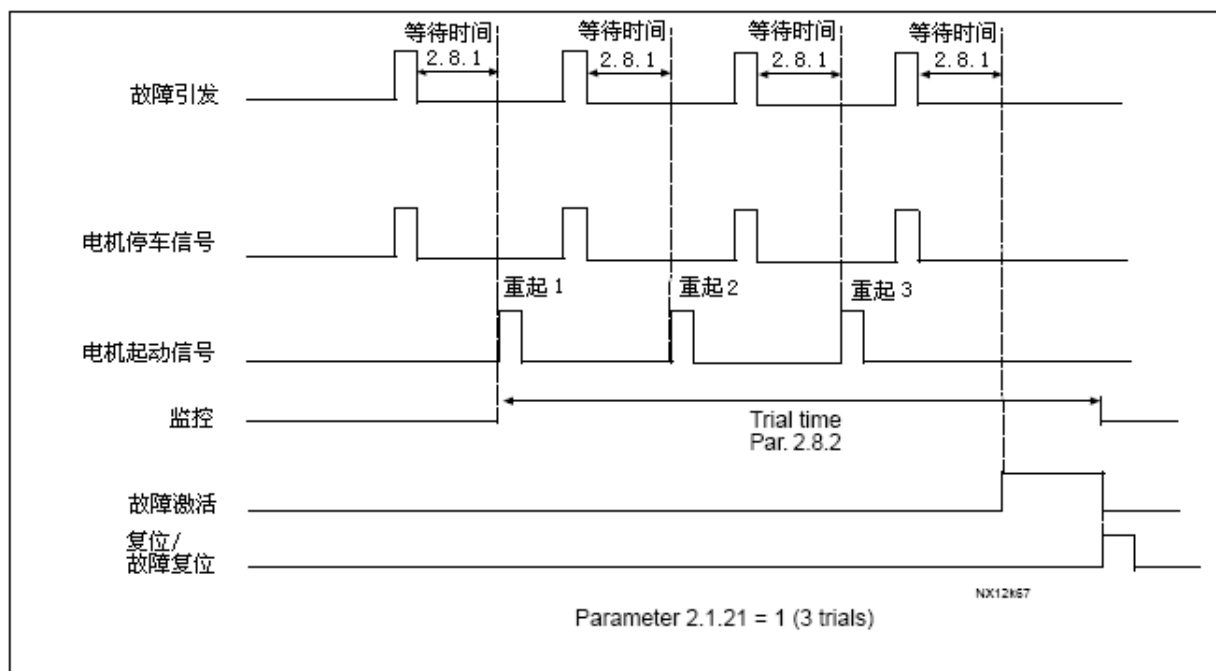 等待时间 等待时间 等待时间 等待时间
2.8.1 2.8.1 2.8.1 2.8.1
故障引发
电机停车信号
重起1 重起2 重起3
电机起动信号
监控
Trial time
Par. 2.8.2
故障激活
复位/
故障复位
NX12k67
Parameter 2.1.21 = 1 (3 trials)